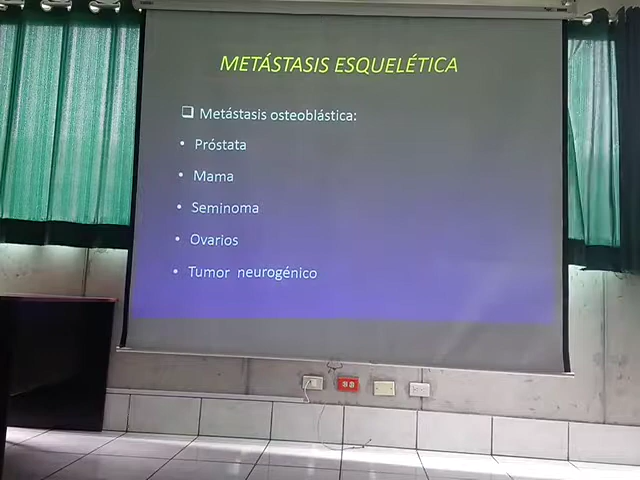 METÁSTASIS ESQUELÉTICA
❑ Metástasis osteoblástica:
• Próstata
• Mama
• Seminoma
• Ovarios
• Tumor neurogénico